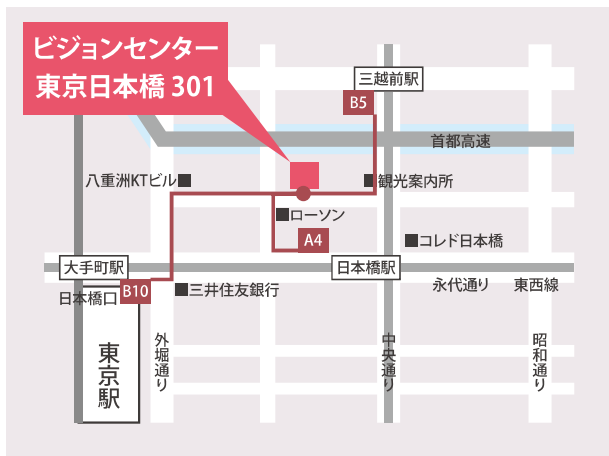 ビジョンセンター
東京日本橋 301
三越前駅
B5
首都高速
八重洲KTビル
観光案内所
ローソン
A4
コレド日本橋
大手町駅
日本橋駅
B10
日本橋口
三井住友銀行
永代通り
東西線
東京駅
外堀通り
中央通り
昭和通り